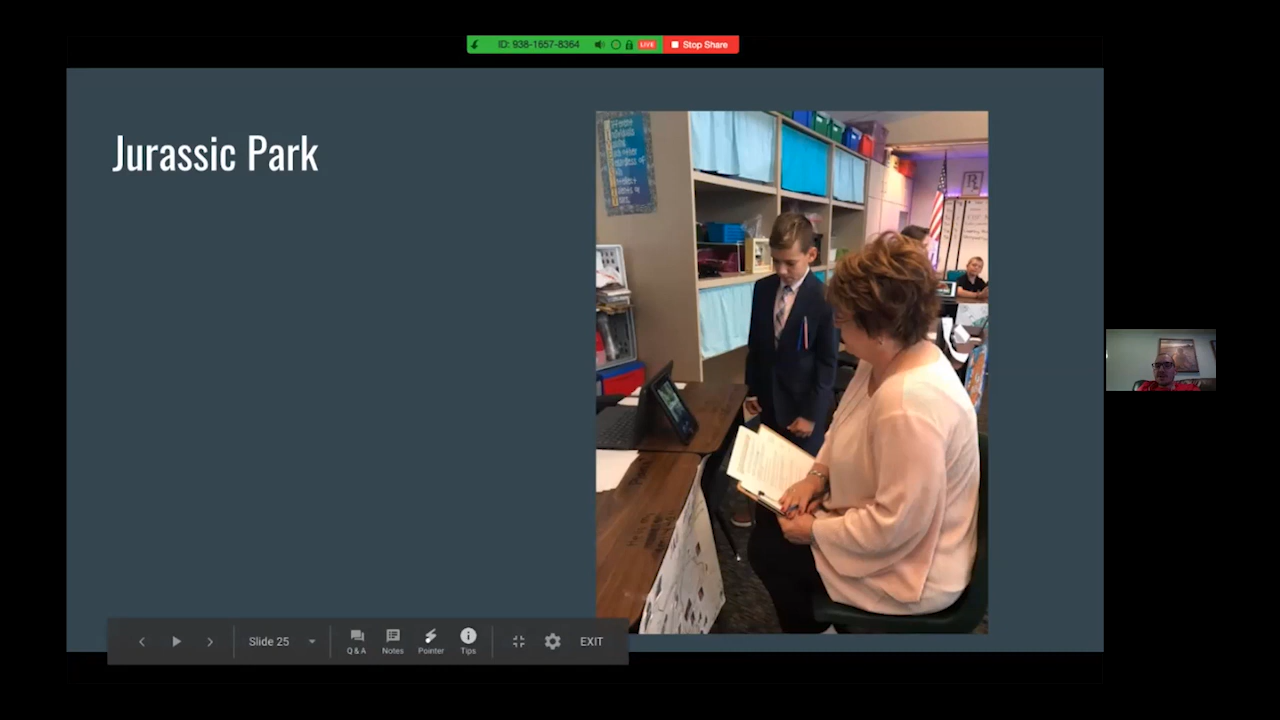 ID: 938-1657-8364
LIVE
Stop Share
Jurassic Park
Slide 25
Q & A
Notes
Pointer
Tips
EXIT